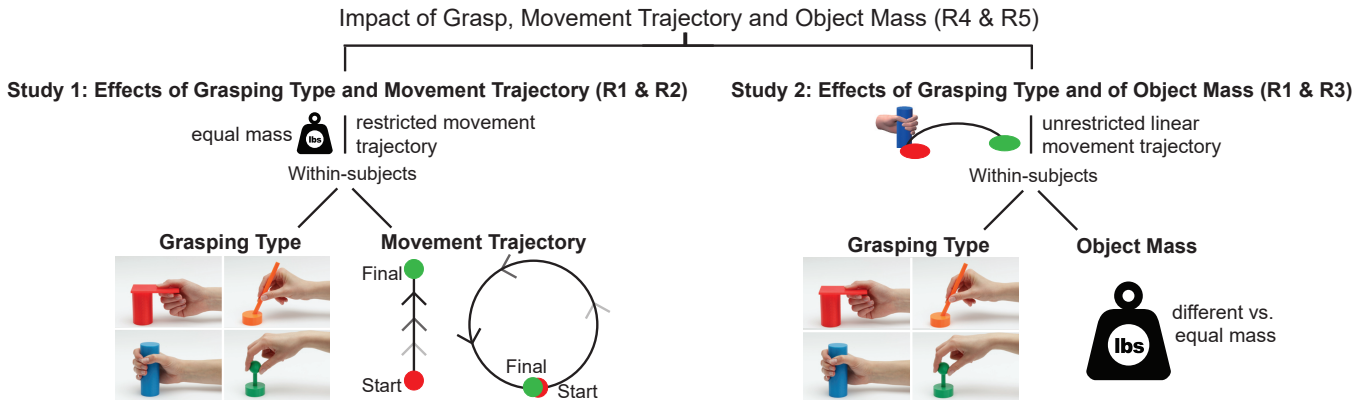 Impact of Grasp, Movement Trajectory and Object Mass (R4 & R5)
Study 1: Effects of Grasping Type and Movement Trajectory (R1 & R2)
equal mass
lbs
restricted movement
trajectory
Within-subjects
Grasping Type
Movement Trajectory
Final
Start
Final
Start
Study 2: Effects of Grasping Type and of Object Mass (R1 & R3)
unrestricted linear
movement trajectory
Within-subjects
Grasping Type
Object Mass
lbs
different vs.
equal mass